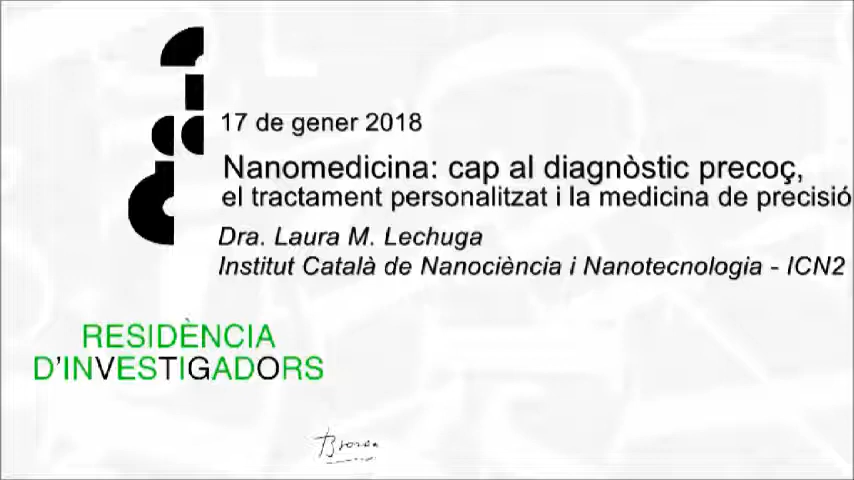 17 de gener 2018
Nanomedicina: cap al diagnòstic precoç,
el tractament personalitzat i la medicina de precisió
Dra. Laura M. Lechuga
Institut Català de Nanociència i Nanotecnologia - ICN2
RESIDÈNCIA
D'INVESTIGADORS